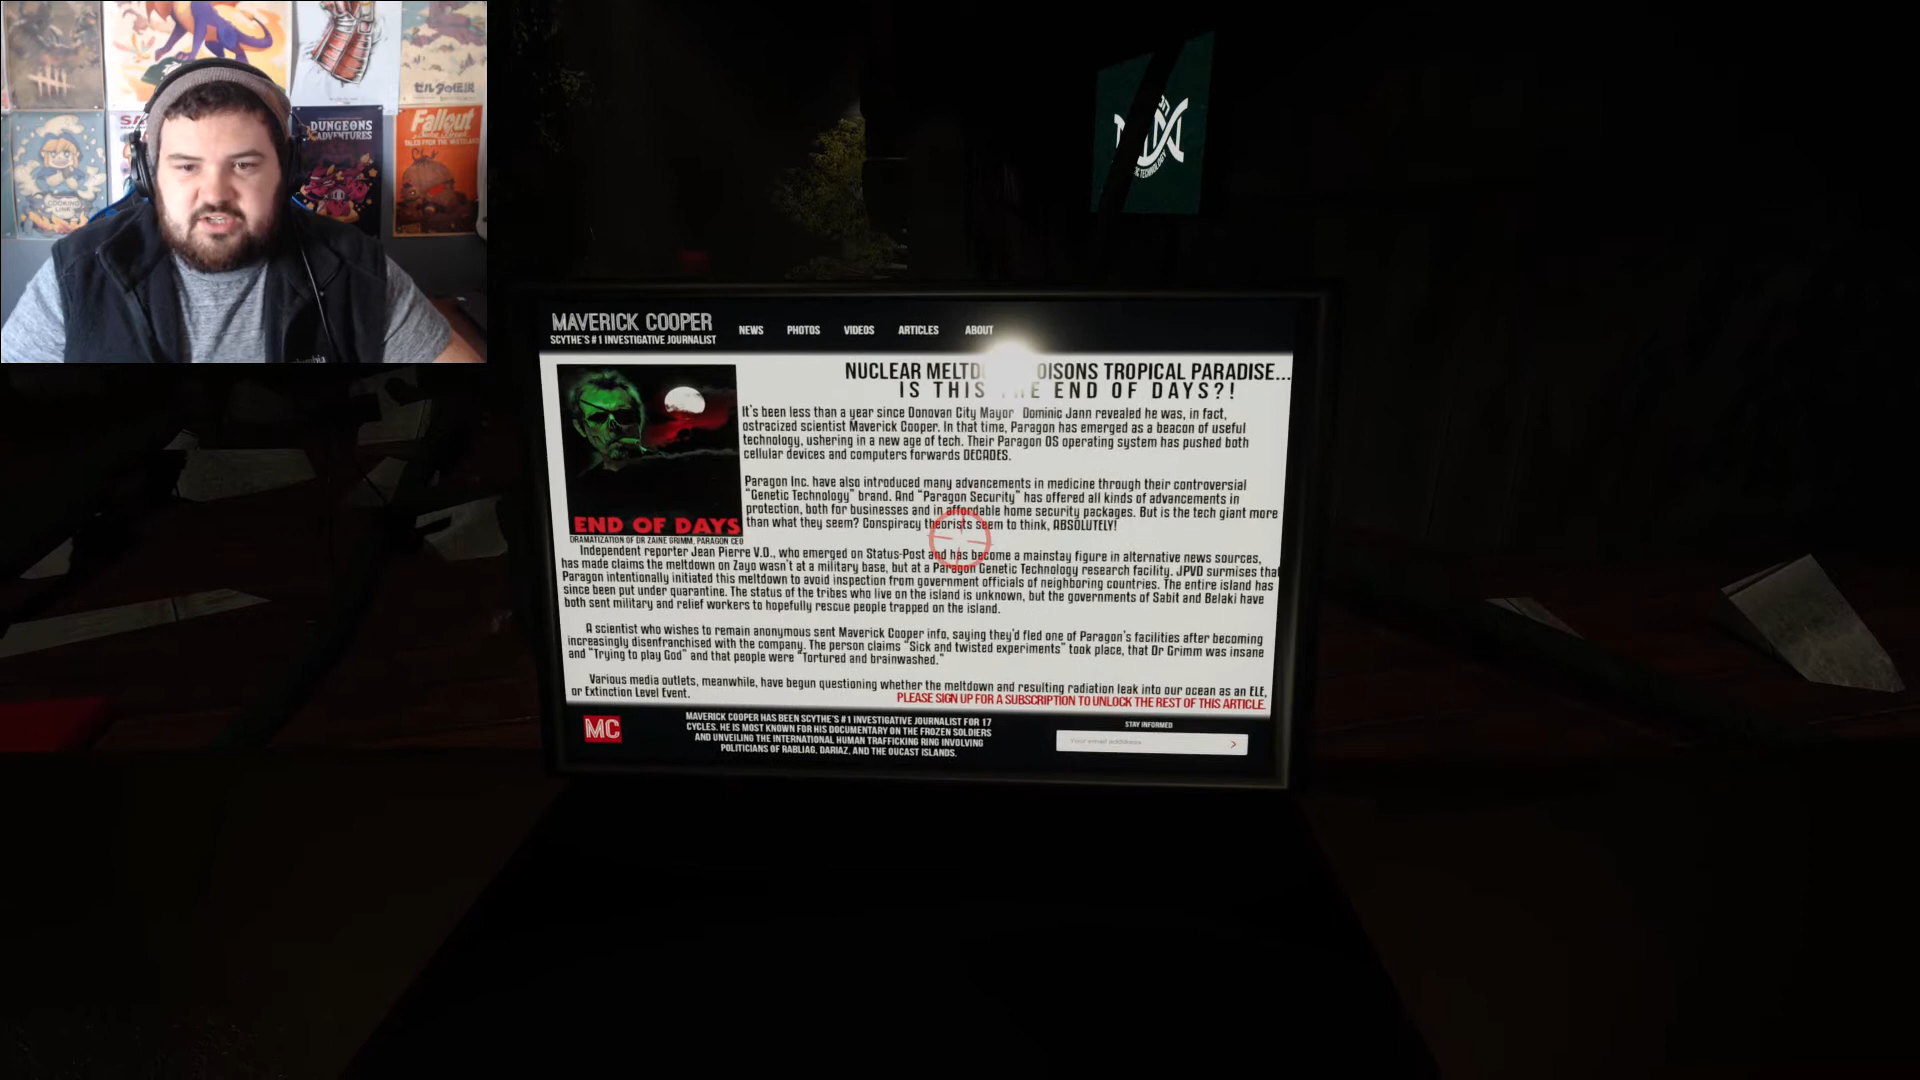 ゼルダの伝説
DUNGEONS
& ADVENTURES
Fallout
COOKING
MAVERICK COOPER
SCYTHE'S #1 INVESTIGATIVE JOURNALIST
NEWS PHOTOS VIDEOS ARTICLES ABOUT
NUCLEAR TROPICAL PARADISE...
IS THIS END OF DAYS?!
It's been less than a year since Donovan City Mayor Dominic Jann revealed he was, in fact,
ostracized scientist Maverick Cooper. In that time, Paragon has emerged as a beacon of useful
technology, ushering in a new age of tech. Their Paragon OS operating system has pushed both
cellular devices and computers forwards DECADES.
Paragon Inc. have also introduced many advancements in medicine through their controversial
"Genetic Technology" brand. And "Paragon Security" has offered all kinds of advancements in
protection, both for businesses and in affordable home security packages. But is the tech giant more
than what they seem? Conspiracy theorists seem to think, ABSOLUTELY!
END OF DAYS
DRAMATIZATION OF DR ZAINE GRIMM, PARAGON CEO
Independent reporter Jean Pierre V.D., who emerged on Status-Post and has become a mainstay figure in alternative news sources,
has made claims the meltdown on Zayo wasn't at a military base, but at a Paragon Genetic Technology research facility. JPVD surmises that
Paragon intentionally initiated this meltdown to avoid inspection from government officials of neighboring countries. The entire island has
since been put under quarantine. The status of the tribes who live on the island is unknown, but the governments of Sabit and Belaki have
both sent military and relief workers to hopefully rescue people trapped on the island.
A scientist who wishes to remain anonymous sent Maverick Cooper info, saying they'd fled one of Paragon's facilities after becoming
increasingly disenfranchised with the company. The person claims "Sick and twisted experiments" took place, that Dr Grimm was insane
and "Trying to play God" and that people were "Tortured and brainwashed."
Various media outlets, meanwhile, have begun questioning whether the meltdown and resulting radiation leak into our ocean as an ELE,
or Extinction Level Event.
PLEASE SIGN UP FOR A SUBSCRIPTION TO UNLOCK THE REST OF THIS ARTICLE.
MC
MAVERICK COOPER HAS BEEN SCYTHE'S #1 INVESTIGATIVE JOURNALIST FOR 17
CYCLES. HE IS MOST KNOWN FOR HIS DOCUMENTARY ON THE FROZEN SOLDIERS
AND UNVEILING THE INTERNATIONAL HUMAN TRAFFICKING RING INVOLVING
POLITICIANS OF RABLIAG, DARIAZ, AND THE OUCAST ISLANDS.
STAY INFORMED
Your email address